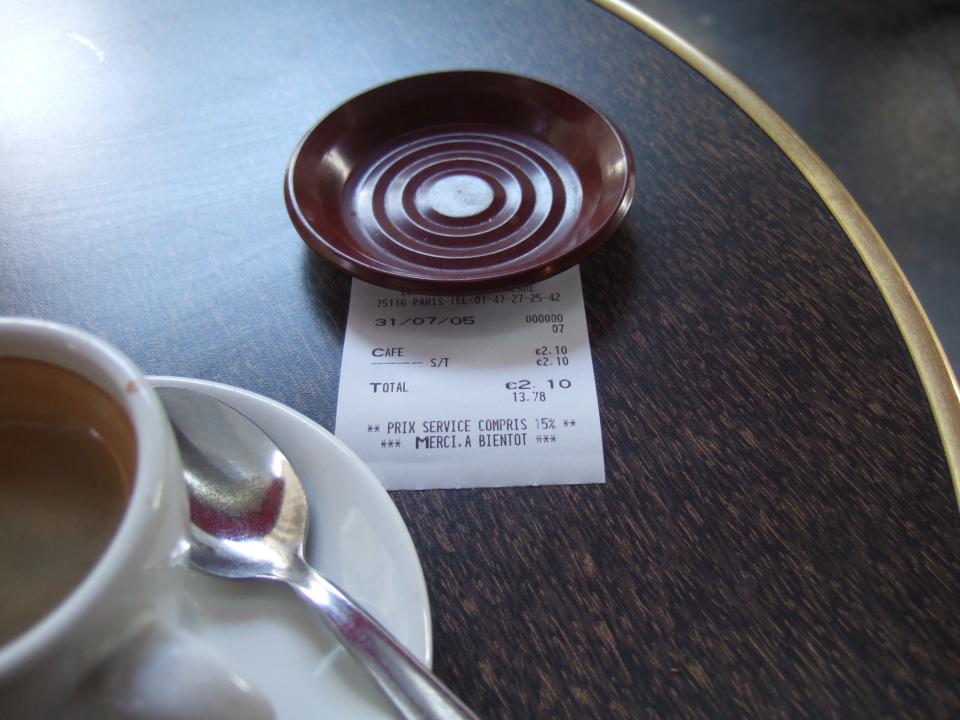 75116 PARIS-TEL:01-47-27-25-42
31/07/05 000000
07
CAFE €2.10
------- S/T €2.10
TOTAL €2.10
13.78
** PRIX SERVICE COMPRIS 15% **
*** MERCI.A BIENTOT ***